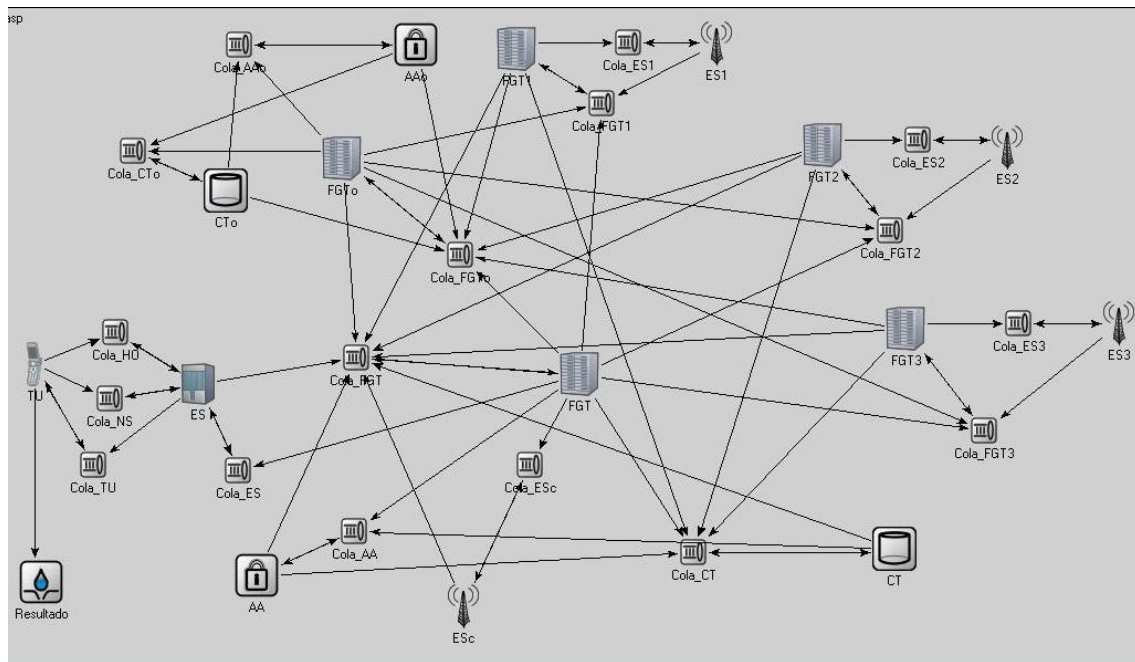 asp
Cola_AAo
AAo
FGT1
Cola_ES1
ES1
Cola_FGT1
Cola_CTo
CTo
FGTo
FGT2
Cola_ES2
ES2
Cola_FGT2
Cola_FGTo
Cola_HO
TU
Cola_NS
ES
Cola_TU
Cola_ES
Cola_FGT
FGT
FGT3
Cola_ES3
ES3
Cola_FGT3
Cola_ESc
Cola_AA
AA
Cola_CT
CT
ESc
Resultado